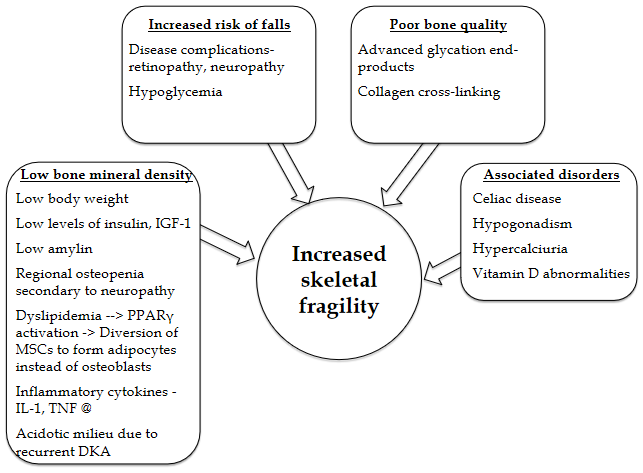 Increased risk of falls
Disease complications-
retinopathy, neuropathy
Hypoglycemia
Poor bone quality
Advanced glycation end-
products
Collagen cross-linking
Low bone mineral density
Low body weight
Low levels of insulin, IGF-1
Low amylin
Regional osteopenia
secondary to neuropathy
Dyslipidemia --> PPARγ
activation -> Diversion of
MSCs to form adipocytes
instead of osteoblasts
Inflammatory cytokines -
IL-1, TNF @
Acidotic milieu due to
recurrent DKA
Increased
skeletal
fragility
Associated disorders
Celiac disease
Hypogonadism
Hypercalciuria
Vitamin D abnormalities